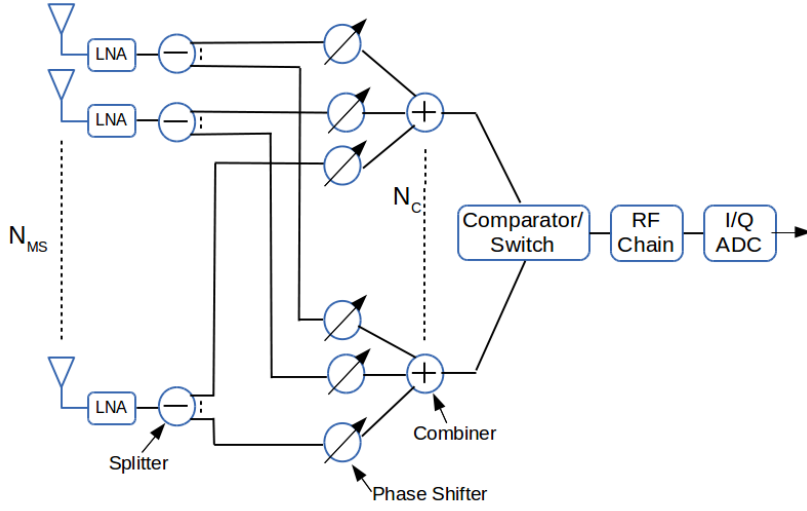 LNA
LNA
N_MS
N_C
Comparator/
Switch
RF
Chain
I/Q
ADC
LNA
Splitter
Combiner
Phase Shifter